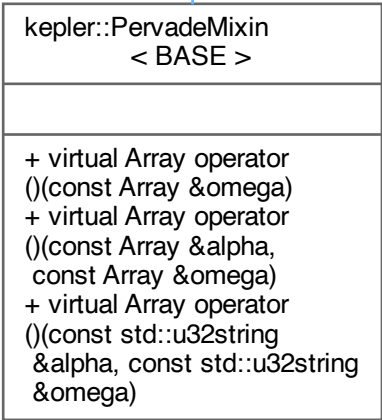 kepler::PervadeMixin
< BASE >
+ virtual Array operator
()(const Array &omega)
+ virtual Array operator
()(const Array &alpha,
const Array &omega)
+ virtual Array operator
()(const std::u32string
&alpha, const std::u32string
&omega)